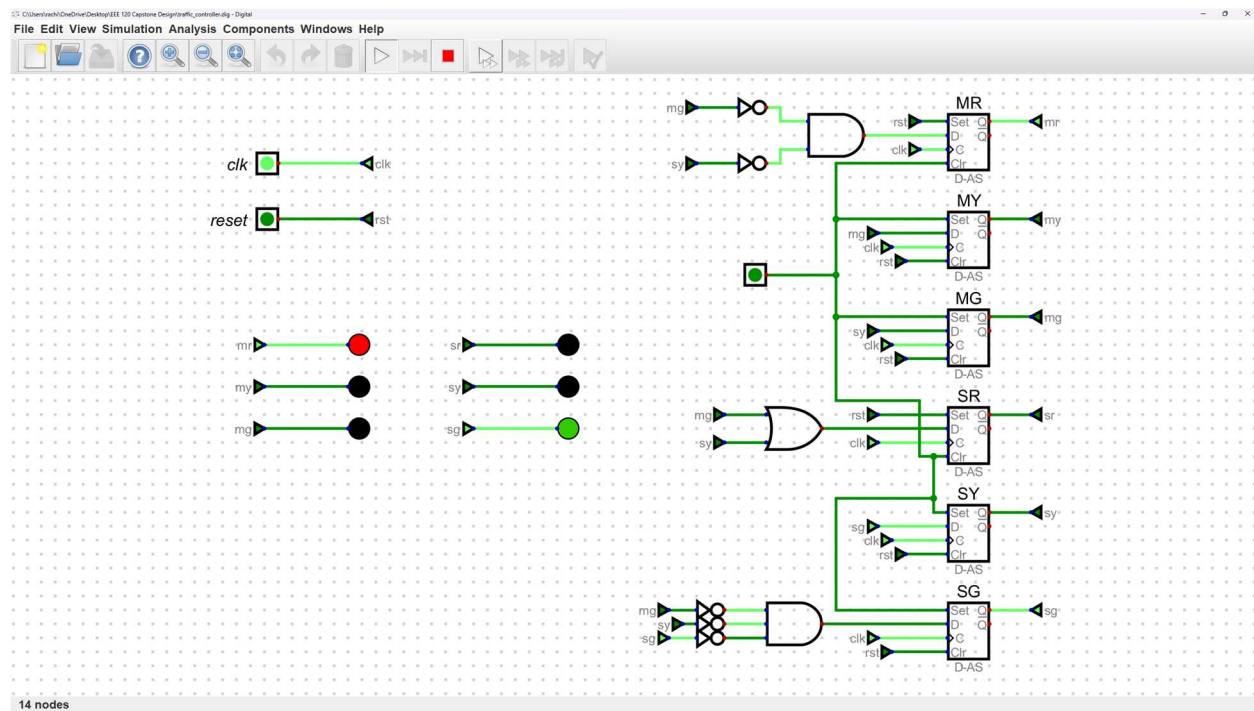 C:\Users\rachi\OneDrive\Desktop\EEE 120 Capstone Design\traffic_controller.dig - Digital
File Edit View Simulation Analysis Components Windows Help
clk clk
reset rst
mr sr
my sy
mg sg
mg
sy
rst
clk
MR
Set Q
D Q
C
Clr
D-AS
mr
MY
mg
clk
rst
Set Q
D Q
C
Clr
D-AS
my
MG
sy
clk
rst
Set Q
D Q
C
Clr
D-AS
mg
SR
mg
sy
rst
clk
Set Q
D Q
C
Clr
D-AS
sr
SY
sg
clk
rst
Set Q
D Q
C
Clr
D-AS
sy
SG
mg
sy
sg
clk
rst
Set Q
D Q
C
Clr
D-AS
sg
14 nodes